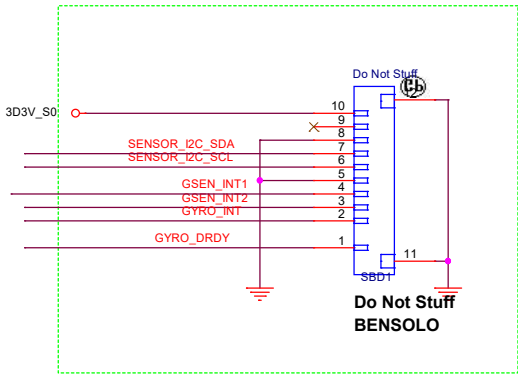 Do Not Stuff
12
3D3V_S0
10
9
8
SENSOR_I2C_SDA
7
SENSOR_I2C_SCL
6
5
GSEN_INT1
4
GSEN_INT2
3
GYRO_INT
2
GYRO_DRDY
1
11
SBD1
Do Not Stuff
BENSOLO